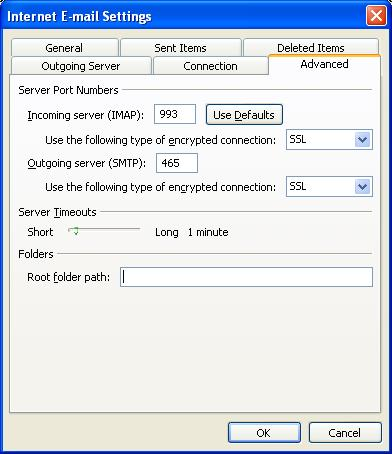 Internet E-mail Settings
General Sent Items Deleted Items
Outgoing Server Connection Advanced
Server Port Numbers
Incoming server (IMAP): 993 Use Defaults
Use the following type of encrypted connection: SSL
Outgoing server (SMTP): 465
Use the following type of encrypted connection: SSL
Server Timeouts
Short Long 1 minute
Folders
Root folder path:
OK Cancel